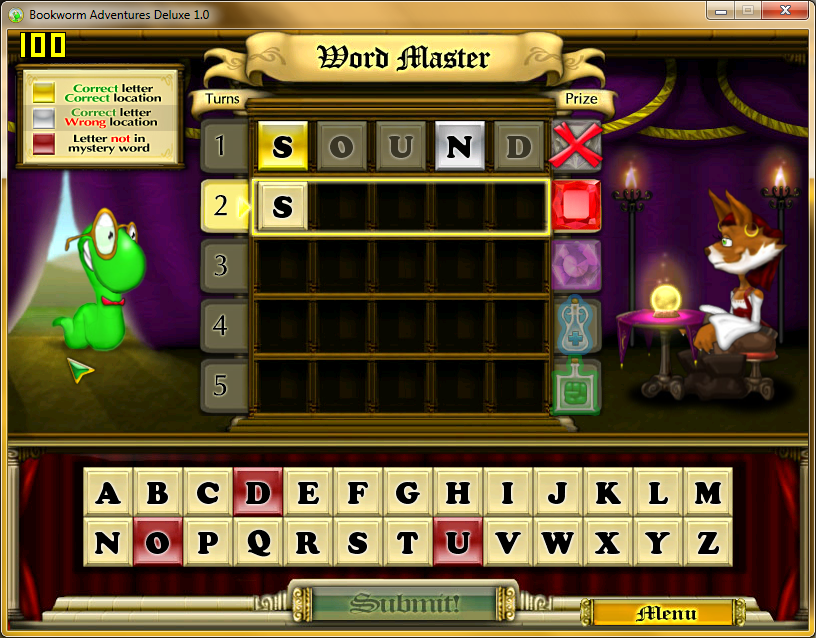 Bookworm Adventures Deluxe 1.0
100
Word Master
Correct letter
Correct location
Correct letter
Wrong location
Letter not in
mystery word
Turns
Prize
1 S O U N D
2 S
3
4
5
A B C D E F G H I J K L M
N O P Q R S T U V W X Y Z
Submit!
Menu